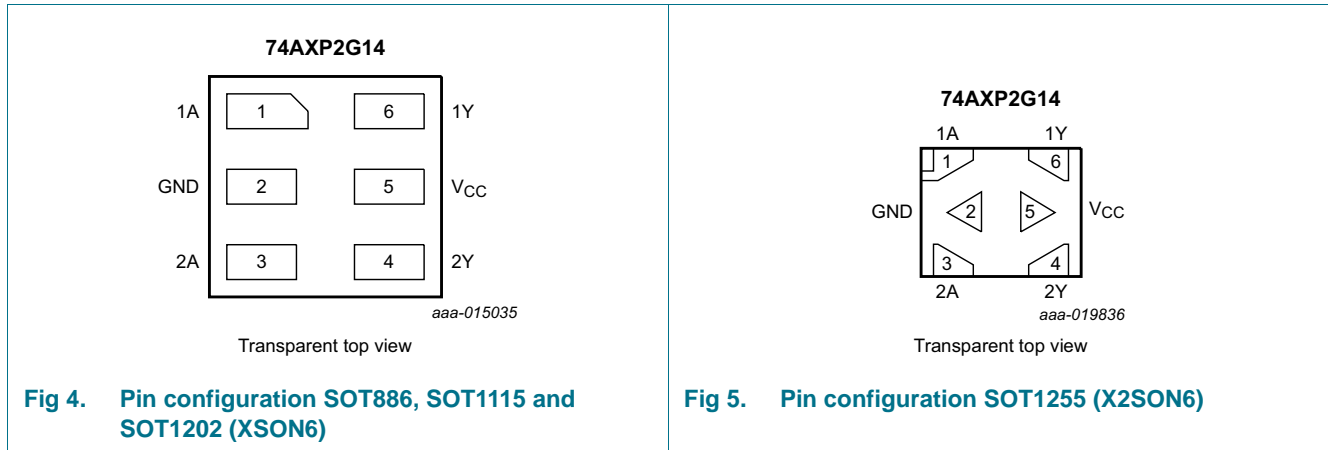 74AXP2G14
1A 1 6 1Y
GND 2 5 VCC
2A 3 4 2Y
aaa-015035
Transparent top view
Fig 4. Pin configuration SOT886, SOT1115 and
SOT1202 (XSON6)
74AXP2G14
1A 1Y
1 6
GND 2 5 VCC
3 4
2A 2Y
aaa-019836
Transparent top view
Fig 5. Pin configuration SOT1255 (X2SON6)